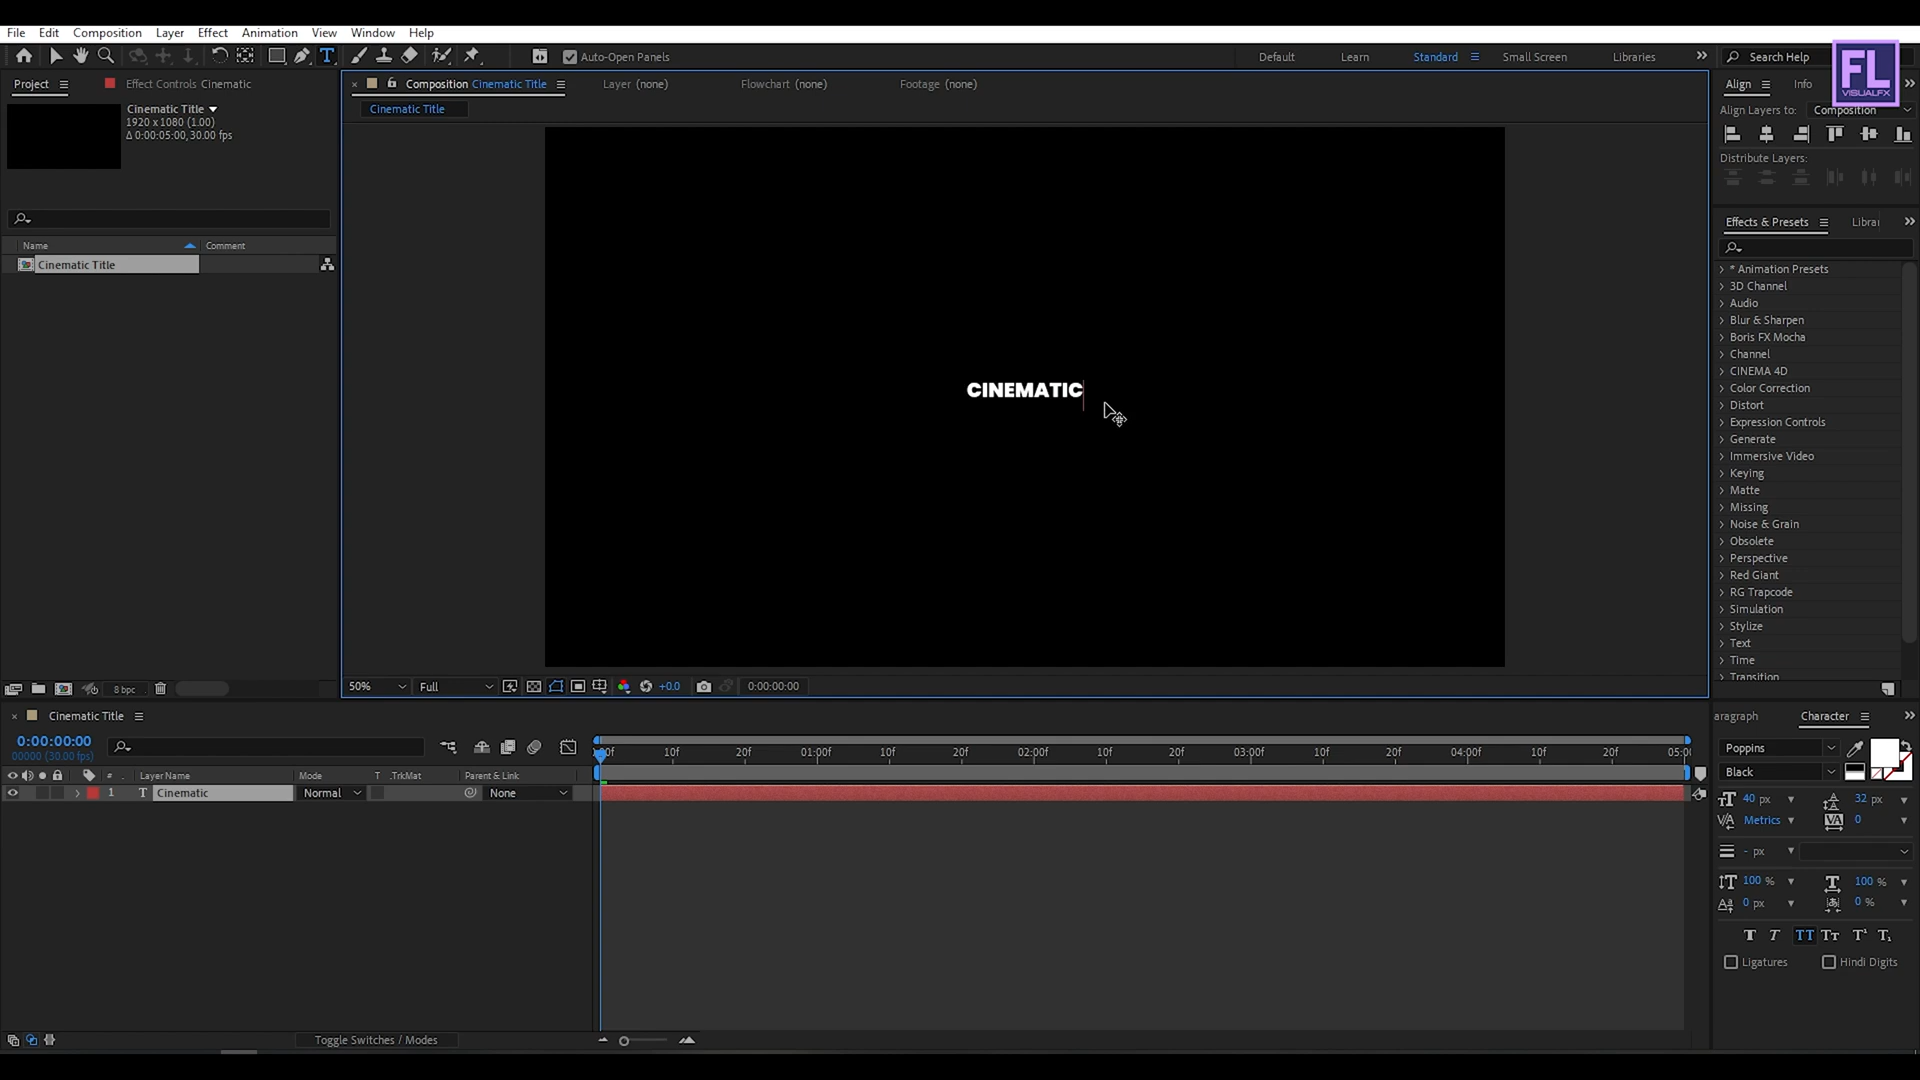 File Edit Composition Layer Effect Animation View Window Help
Auto-Open Panels Default Learn Standard Small Screen Libraries Search Help
FL
VISUALFX
Project Effect Controls Cinematic
Cinematic Title
1920 x 1080 (1.00)
Δ 0:00:05:00, 30.00 fps
Name Comment
Cinematic Title
8 bpc
Composition Cinematic Title Layer (none) Flowchart (none) Footage (none)
Cinematic Title
CINEMATIC
50% Full +0.0 0:00:00:00
Align Info
Align Layers to: Composition
Distribute Layers:
Effects & Presets Librai
* Animation Presets
3D Channel
Audio
Blur & Sharpen
Boris FX Mocha
Channel
CINEMA 4D
Color Correction
Distort
Expression Controls
Generate
Immersive Video
Keying
Matte
Missing
Noise & Grain
Obsolete
Perspective
Red Giant
RG Trapcode
Simulation
Stylize
Text
Time
Transition
Cinematic Title
0:00:00:00
00000 (30.00 fps)
:00f 10f 20f 01:00f 10f 20f 02:00f 10f 20f 03:00f 10f 20f 04:00f 10f 20f 05:0
# Layer Name Mode T .TrkMat Parent & Link
1 T Cinematic Normal None
Toggle Switches / Modes
aragraph Character
Poppins
Black
40 px 32 px
Metrics 0
- px
100 % 100 %
0 px 0 %
T T TT Tт T¹ T₁
Ligatures Hindi Digits